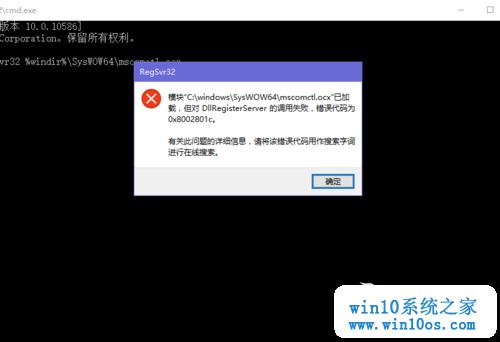 ?\cmd.exe
版本 10.0.10586]
Corporation。保留所有权利。
svr32 %windir%\SysWOW64\mscomctl.ocx
RegSvr32
模块"C:\windows\SysWOW64\mscomctl.ocx"已加
载，但对 DllRegisterServer 的调用失败，错误代码为
0x8002801c。
有关此问题的详细信息，请将该错误代码用作搜索字词
进行在线搜索。
确定
win10系统之家
www.win10os.com